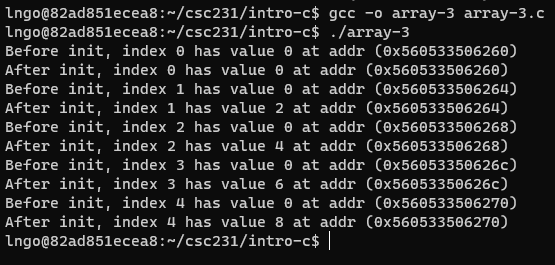 lngo@82ad851ecea8:~/csc231/intro-c$ gcc -o array-3 array-3.c
lngo@82ad851ecea8:~/csc231/intro-c$ ./array-3
Before init, index 0 has value 0 at addr (0x560533506260)
After init, index 0 has value 0 at addr (0x560533506260)
Before init, index 1 has value 0 at addr (0x560533506264)
After init, index 1 has value 2 at addr (0x560533506264)
Before init, index 2 has value 0 at addr (0x560533506268)
After init, index 2 has value 4 at addr (0x560533506268)
Before init, index 3 has value 0 at addr (0x56053350626c)
After init, index 3 has value 6 at addr (0x56053350626c)
Before init, index 4 has value 0 at addr (0x560533506270)
After init, index 4 has value 8 at addr (0x560533506270)
lngo@82ad851ecea8:~/csc231/intro-c$